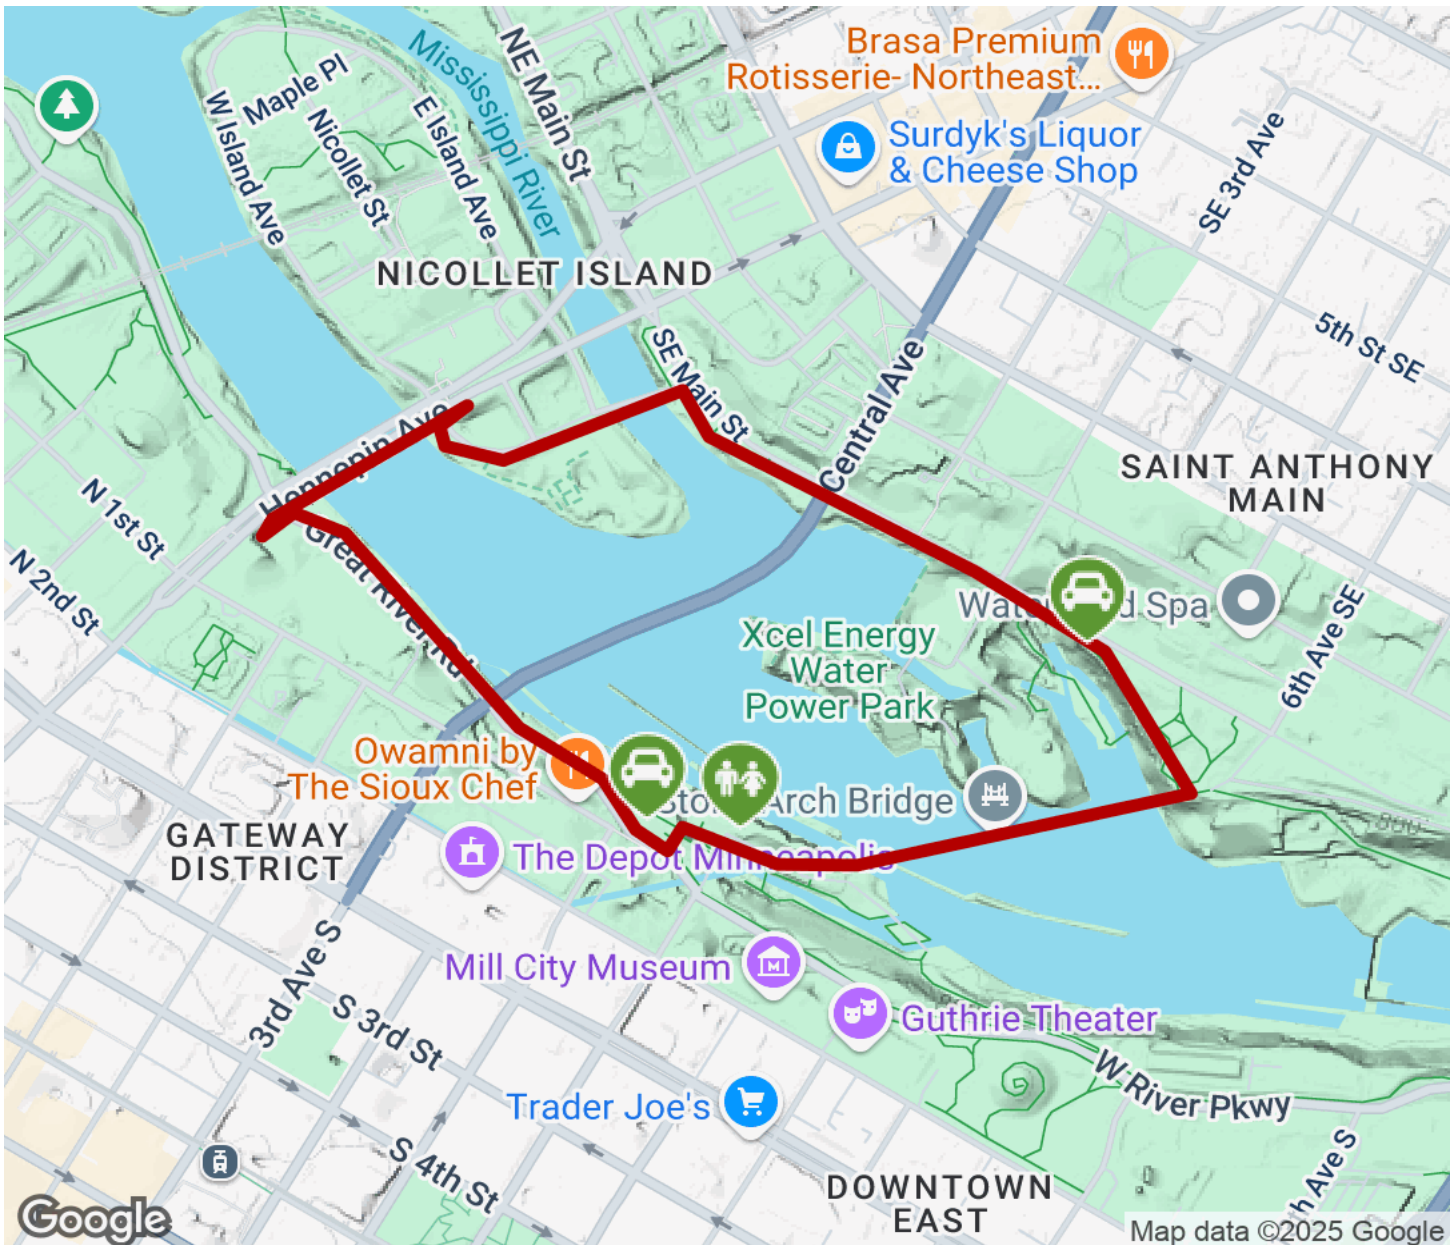 Brasa Premium
Rotisserie- Northeast...
NE Main St
Mississippi River
Maple Pl
W Island Ave
Nicollet St
E Island Ave
Surdyk's Liquor
& Cheese Shop
SE 3rd Ave
NICOLLET ISLAND
5th St SE
SE Main St
Central Ave
Hennepin Ave
SAINT ANTHONY
MAIN
N 1st St
N 2nd St
Great River Rd
Xcel Energy
Water
Power Park
Spa
6th Ave SE
Owamni by
The Sioux Chef
Arch Bridge
800'
GATEWAY
DISTRICT
The Depot Minneapolis
3rd Ave S
Mill City Museum
M
Guthrie Theater
S 3rd St
W River Pkwy
Trader Joe's
S 4th St
DOWNTOWN
EAST
Ave S
Google
Map data ©2025 Google